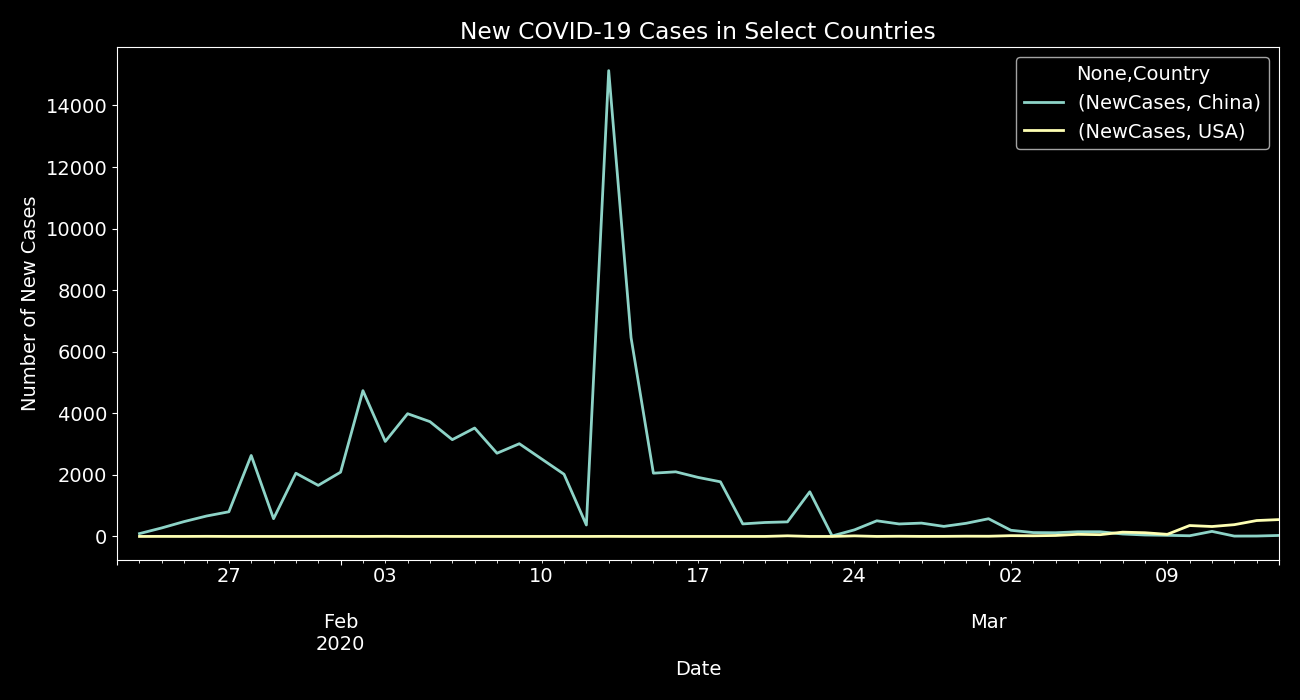 New COVID-19 Cases in Select Countries
None,Country
(NewCases, China)
(NewCases, USA)
Number of New Cases
14000
12000
10000
8000
6000
4000
2000
0
27 03 10 17 24 02 09
Feb Mar
2020
Date